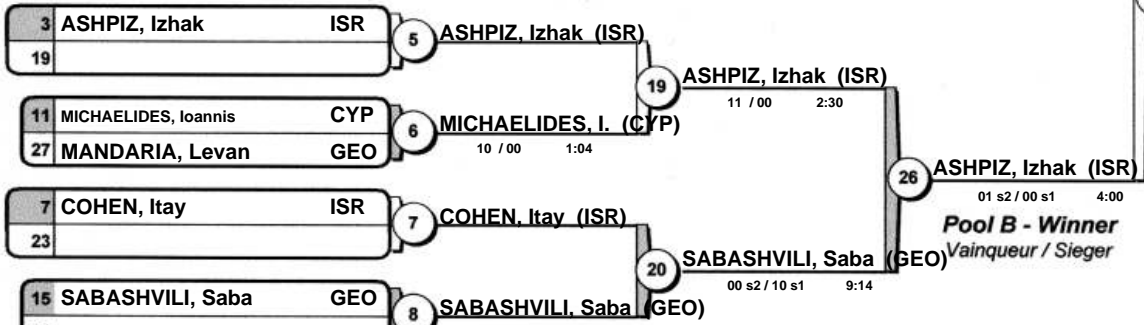 3 ASHPIZ, Izhak ISR
19
5 ASHPIZ, Izhak (ISR)
11 MICHAELIDES, Ioannis CYP
27 MANDARIA, Levan GEO
6 MICHAELIDES, I. (CYP)
10 / 00 1:04
19 ASHPIZ, Izhak (ISR)
11 / 00 2:30
7 COHEN, Itay ISR
23
7 COHEN, Itay (ISR)
15 SABASHVILI, Saba GEO
8 SABASHVILI, Saba (GEO)
20 SABASHVILI, Saba (GEO)
00 s2 / 10 s1 9:14
26 ASHPIZ, Izhak (ISR)
01 s2 / 00 s1 4:00
Pool B - Winner
Vainqueur / Sieger